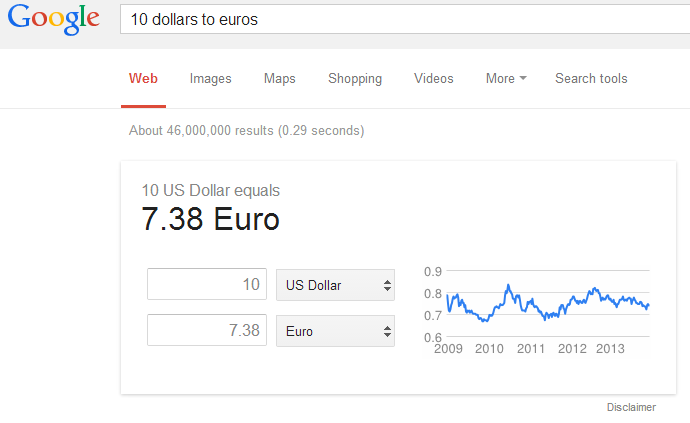 Google 10 dollars to euros
Web Images Maps Shopping Videos More Search tools
About 46,000,000 results (0.29 seconds)
10 US Dollar equals
7.38 Euro
10 US Dollar
7.38 Euro
0.9
0.8
0.7
0.6
2009 2010 2011 2012 2013
Disclaimer